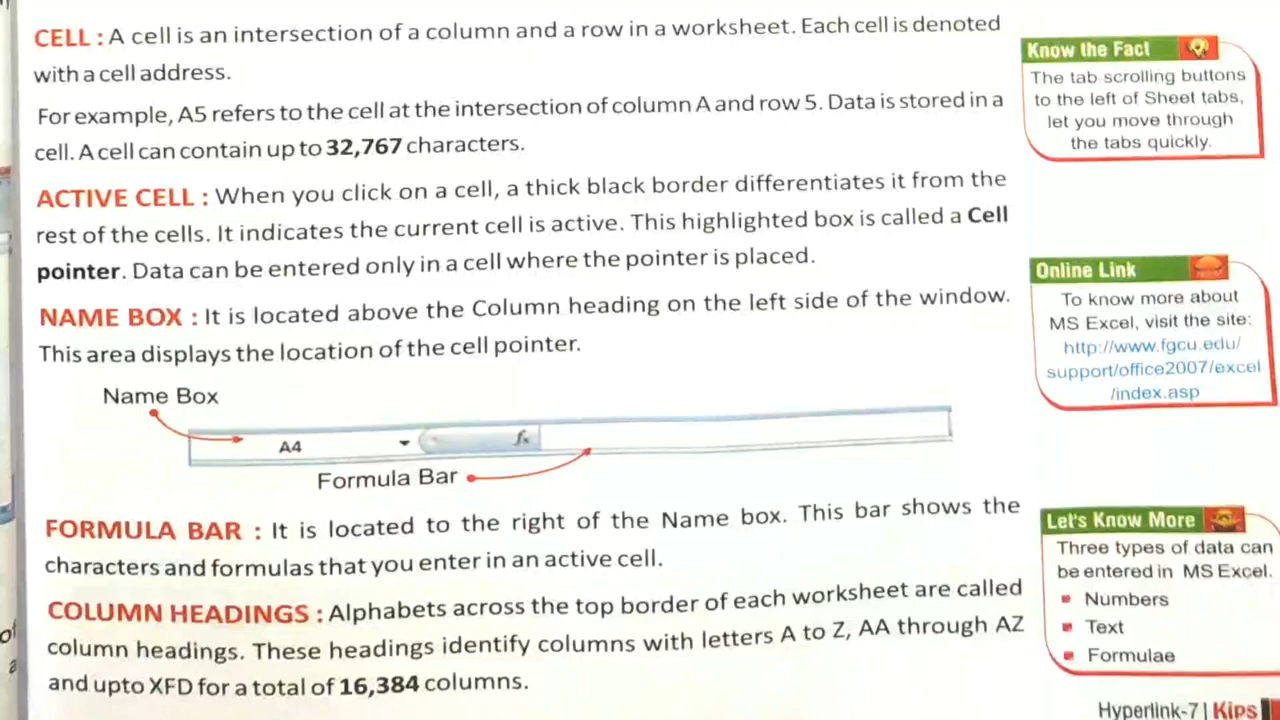 CELL : A cell is an intersection of a column and a row in a worksheet. Each cell is denoted
with a cell address.
For example, A5 refers to the cell at the intersection of column A and row 5. Data is stored in a
cell. A cell can contain up to 32,767 characters.
ACTIVE CELL : When you click on a cell, a thick black border differentiates it from the
rest of the cells. It indicates the current cell is active. This highlighted box is called a Cell
pointer. Data can be entered only in a cell where the pointer is placed.
NAME BOX : It is located above the Column heading on the left side of the window.
This area displays the location of the cell pointer.
Name Box
A4
fx
Formula Bar
FORMULA BAR : It is located to the right of the Name box. This bar shows the
characters and formulas that you enter in an active cell.
COLUMN HEADINGS : Alphabets across the top border of each worksheet are called
column headings. These headings identify columns with letters A to Z, AA through AZ
and upto XFD for a total of 16,384 columns.
Know the Fact
The tab scrolling buttons
to the left of Sheet tabs,
let you move through
the tabs quickly.
Online Link
To know more about
MS Excel, visit the site:
http://www.fgcu.edu/
support/office2007/excel
/index.asp
Let's Know More
Three types of data can
be entered in MS Excel.
Numbers
Text
Formulae
Hyperlink-7 | Kips